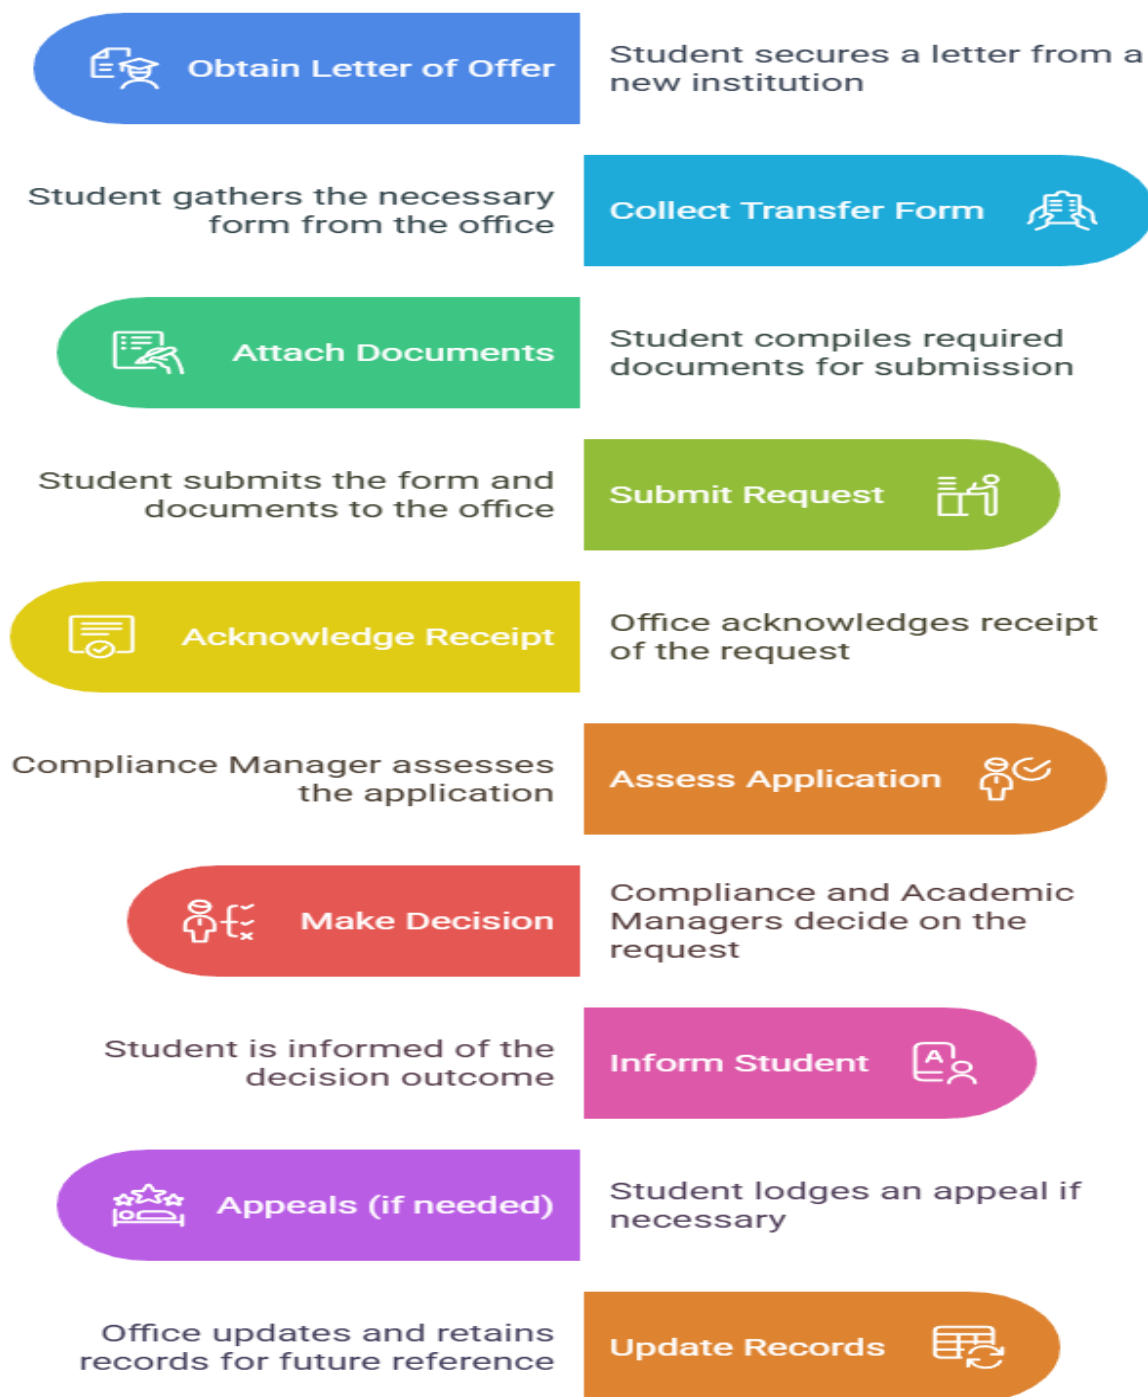 Obtain Letter of Offer
Student secures a letter from a
new institution
Student gathers the necessary
form from the office
Collect Transfer Form
Attach Documents
Student compiles required
documents for submission
Student submits the form and
documents to the office
Submit Request
Acknowledge Receipt
Office acknowledges receipt
of the request
Compliance Manager assesses
the application
Assess Application
Make Decision
Compliance and Academic
Managers decide on the
request
Student is informed of the
decision outcome
Inform Student
A
Appeals (if needed)
Student lodges an appeal if
necessary
Office updates and retains
records for future reference
Update Records